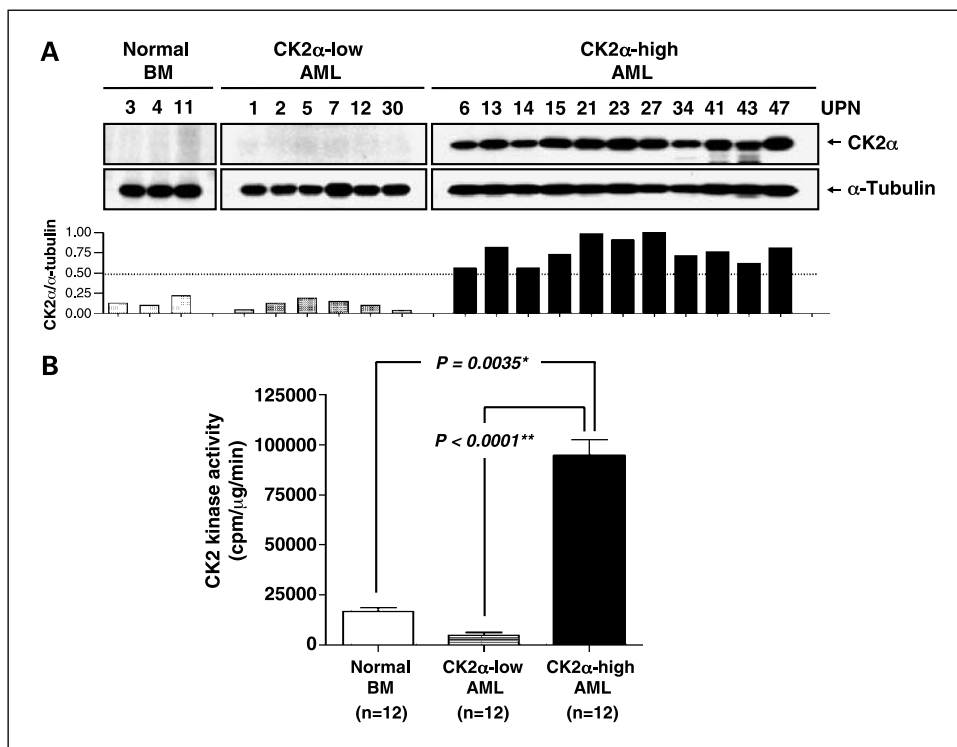 A
Normal BM
CK2α-low AML
CK2α-high AML
3 4 11 1 2 5 7 12 30 6 13 14 15 21 23 27 34 41 43 47 UPN
← CK2α
← α-Tubulin
CK2α/α-tubulin
1.00
0.75
0.50
0.25
0.00
B
P = 0.0035*
P < 0.0001**
CK2 kinase activity
(cpm/μg/min)
125000
100000
75000
50000
25000
0
Normal BM (n=12)
CK2α-low AML (n=12)
CK2α-high AML (n=12)